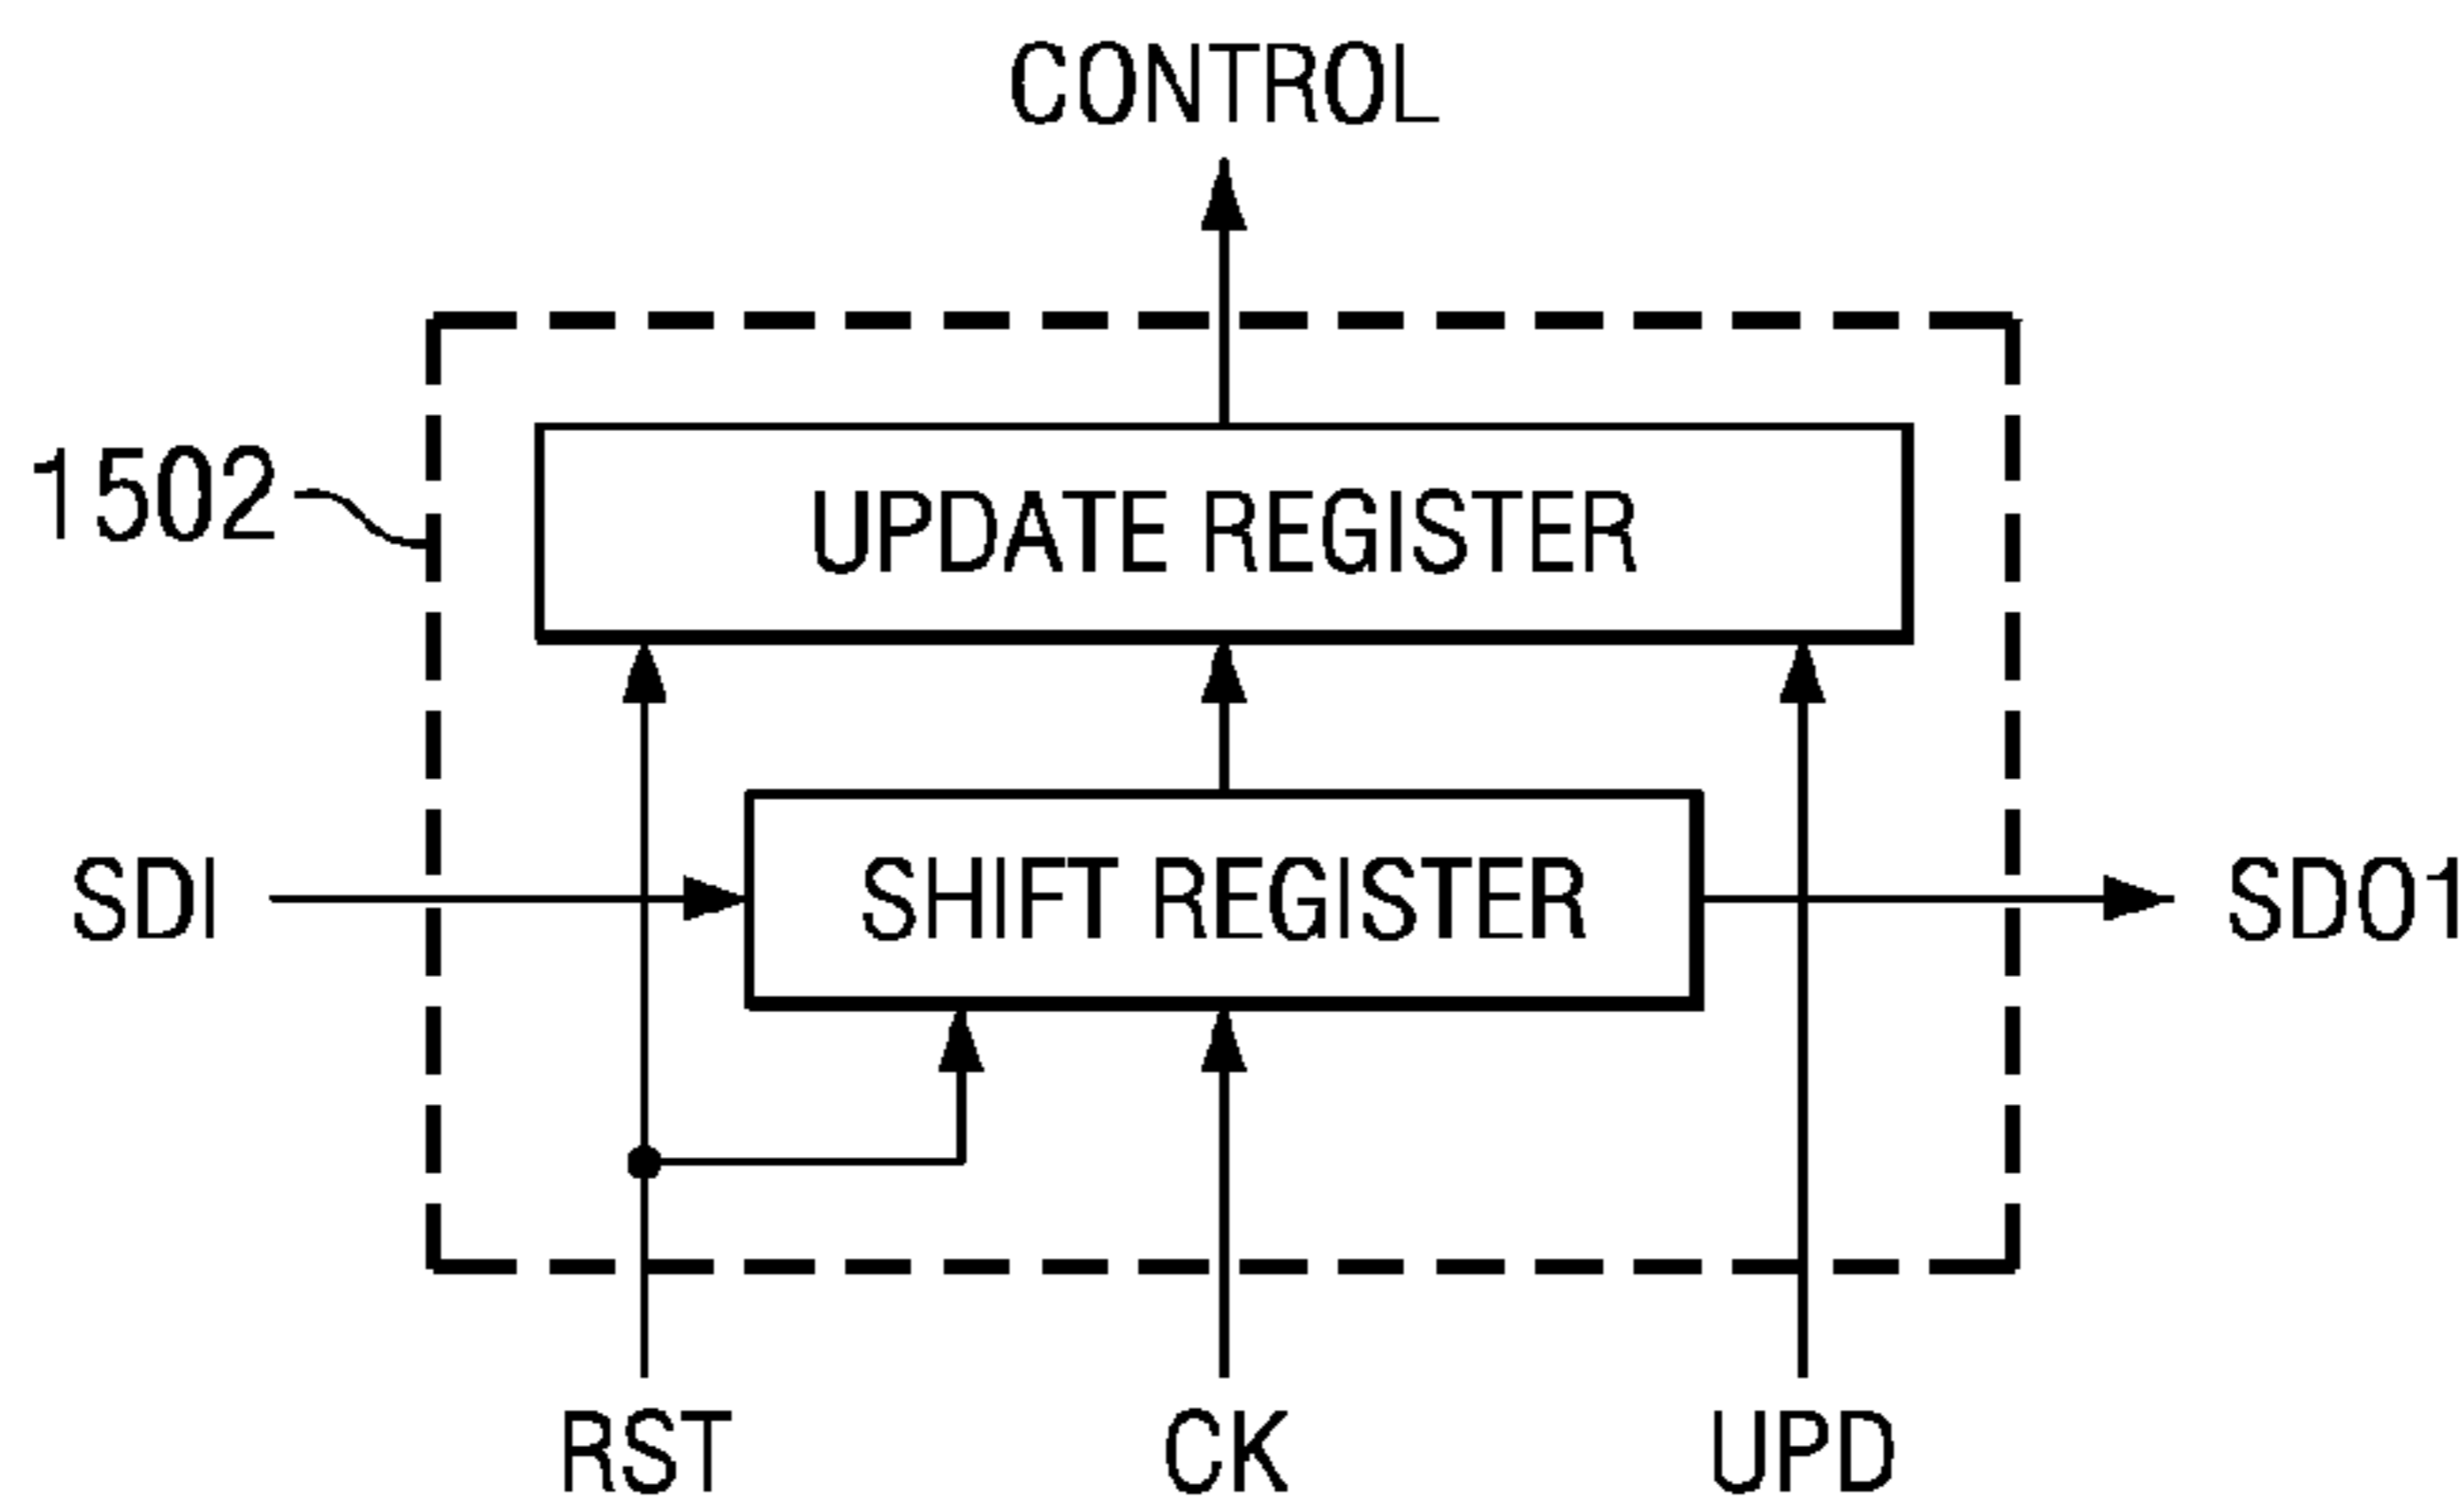 CONTROL
1502
UPDATE REGISTER
SDI
SHIFT REGISTER
SDO1
RST
CK
UPD